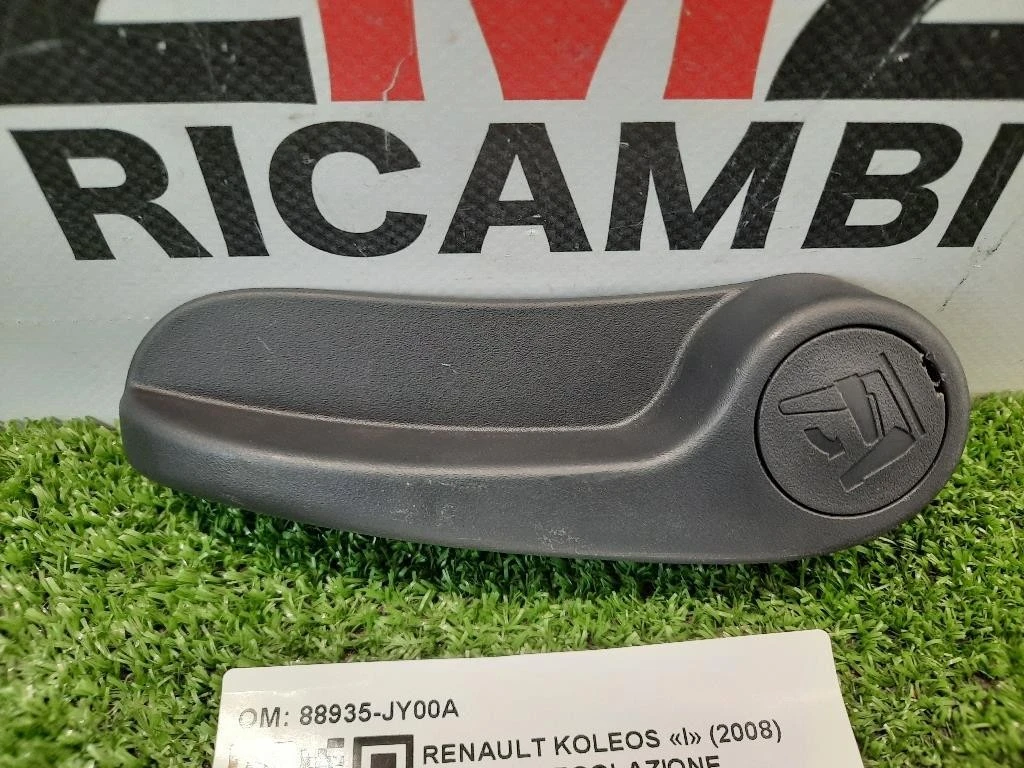 RICAMBI
OM: 88935-JY00A
RENAULT KOLEOS «I» (2008)